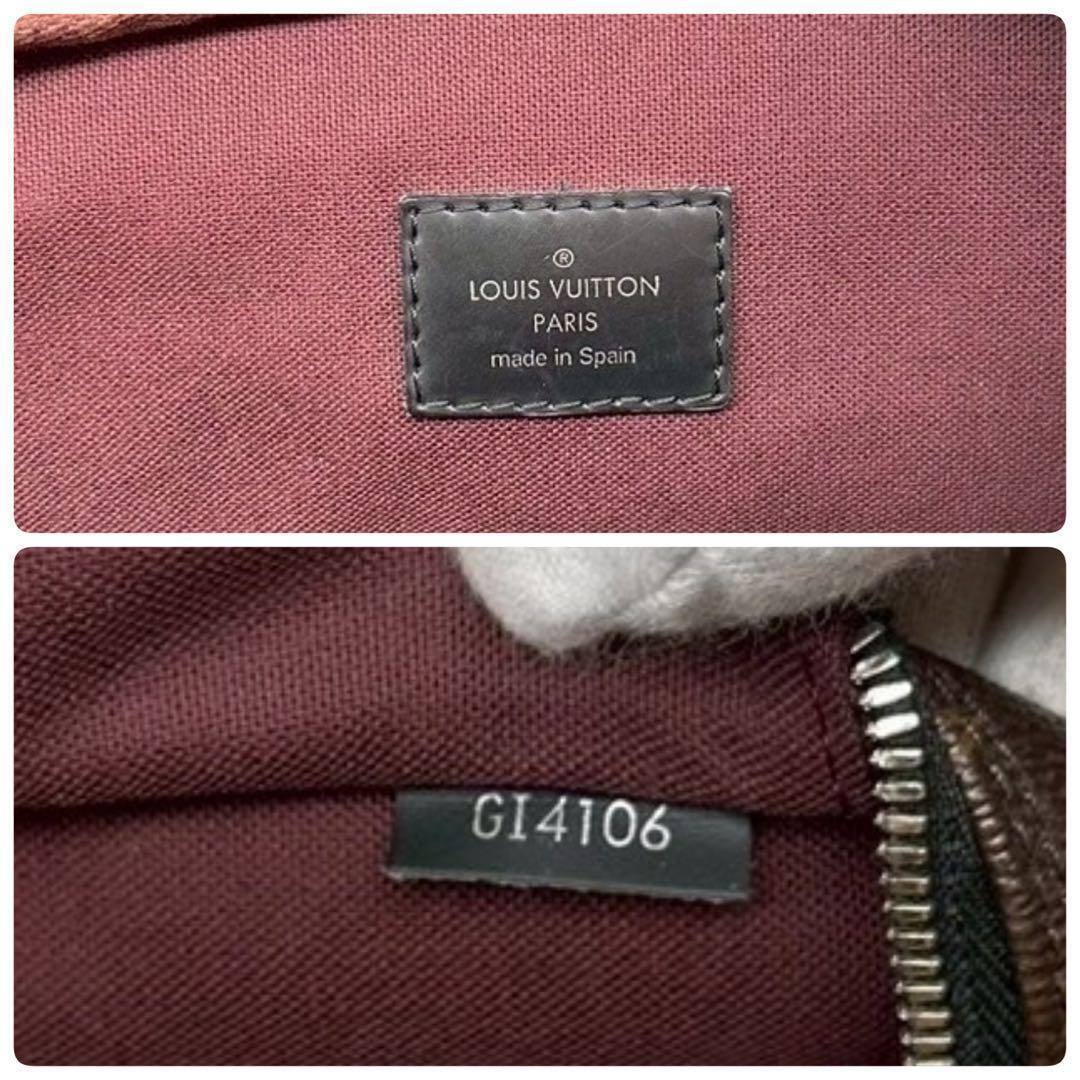 ®
LOUIS VUITTON
PARIS
made in Spain
GI4106